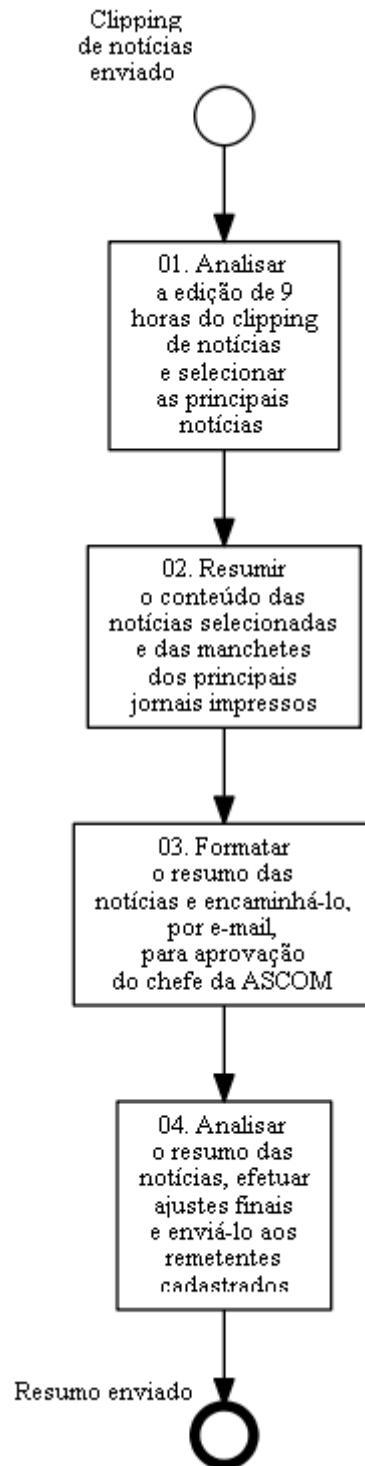 Clipping
de notícias
enviado
01. Analisar
a edição de 9
horas do clipping
de notícias
e selecionar
as principais
notícias
02. Resumir
o conteúdo das
notícias selecionadas
e das manchetes
dos principais
jornais impressos
03. Formatar
o resumo das
notícias e encaminhá-lo,
por e-mail,
para aprovação
do chefe da ASCOM
04. Analisar
o resumo das
notícias, efetuar
ajustes finais
e enviá-lo aos
remetentes
cadastrados
Resumo enviado